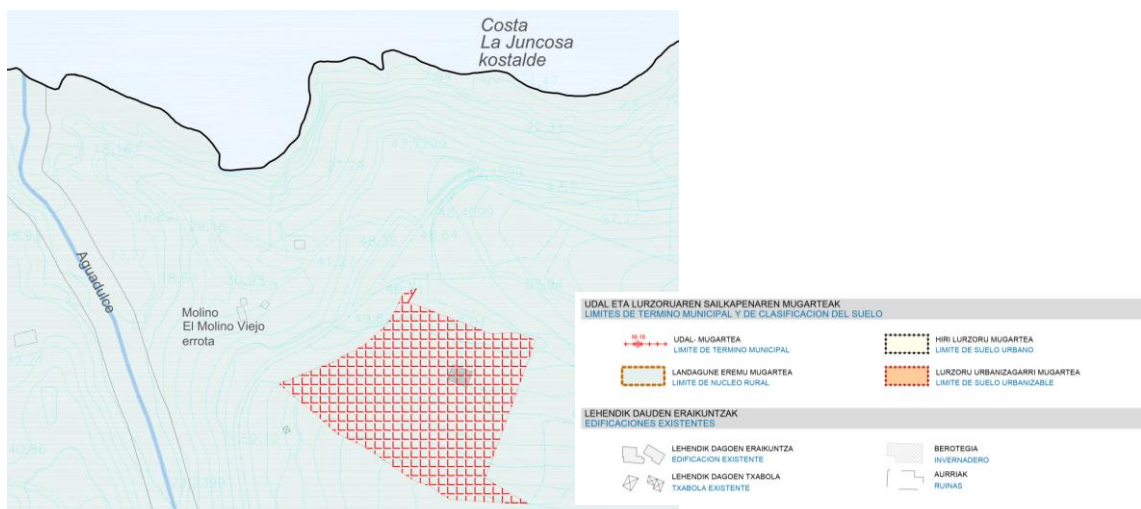 Costa
La Juncosa
kostalde
Aguadulce
Molino
El Molino Viejo
errota
UDAL ETA LURZORUAREN SAILKAPENAREN MUGARTEAK
LIMITES DE TERMINO MUNICIPAL Y DE CLASIFICACION DEL SUELO
UDAL- MUGARTEA
LIMITE DE TERMINO MUNICIPAL
HIRI LURZORU MUGARTEA
LIMITE DE SUELO URBANO
LANDAGUNE EREMU MUGARTEA
LIMITE DE NUCLEO RURAL
LURZORU URBANIZAGARRI MUGARTEA
LIMITE DE SUELO URBANIZABLE
LEHENDIK DAUDEN ERAIKUNTZAK
EDIFICACIONES EXISTENTES
LEHENDIK DAGOEN ERAIKUNTZA
EDIFICACION EXISTENTE
BEROTEGIA
INVERNADERO
LEHENDIK DAGOEN TXABOLA
TXABOLA EXISTENTE
AURRIAK
RUINAS